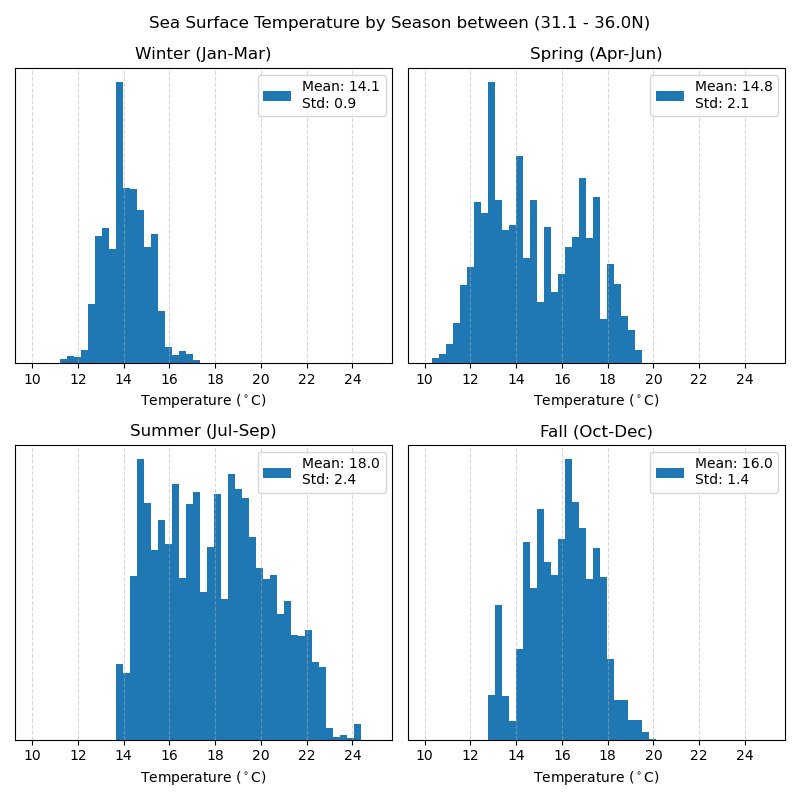 Sea Surface Temperature by Season between (31.1 - 36.0N)
Winter (Jan-Mar)
Mean: 14.1
Std: 0.9
10 12 14 16 18 20 22 24
Temperature (°C)
Spring (Apr-Jun)
Mean: 14.8
Std: 2.1
10 12 14 16 18 20 22 24
Temperature (°C)
Summer (Jul-Sep)
Mean: 18.0
Std: 2.4
10 12 14 16 18 20 22 24
Temperature (°C)
Fall (Oct-Dec)
Mean: 16.0
Std: 1.4
10 12 14 16 18 20 22 24
Temperature (°C)